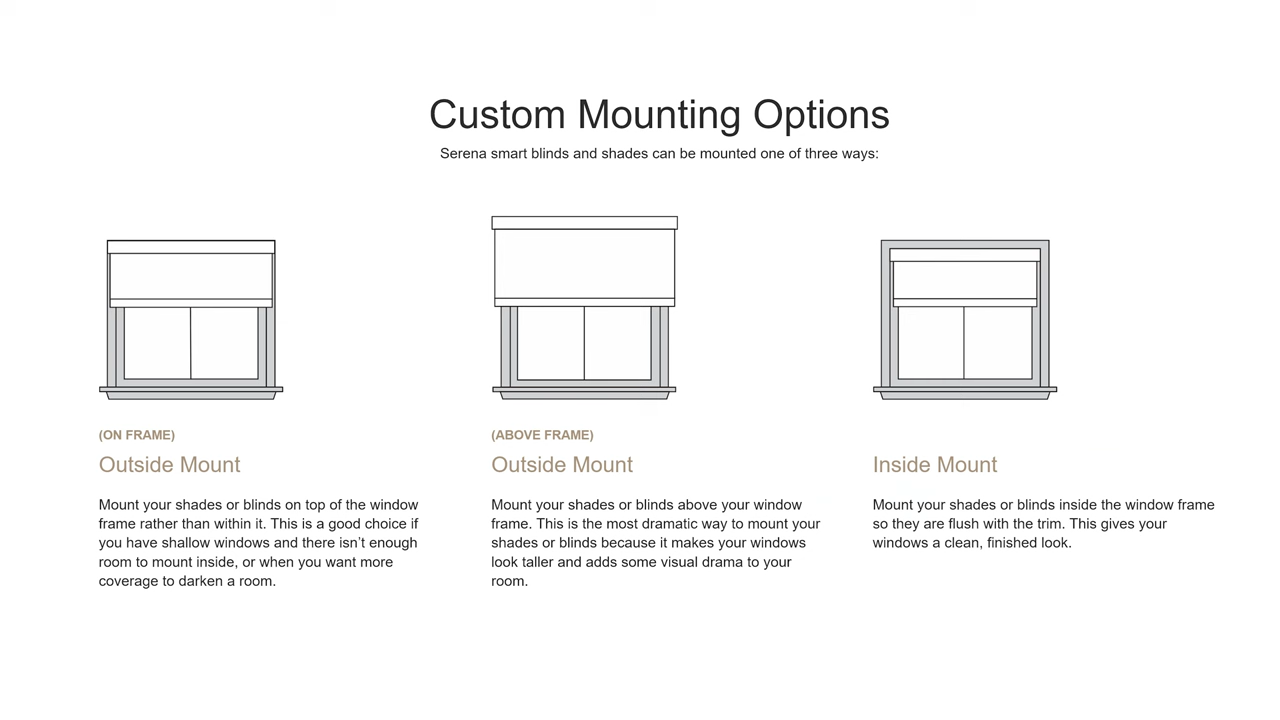 Custom Mounting Options
Serena smart blinds and shades can be mounted one of three ways:
(ON FRAME)
Outside Mount
Mount your shades or blinds on top of the window
frame rather than within it. This is a good choice if
you have shallow windows and there isn’t enough
room to mount inside, or when you want more
coverage to darken a room.
(ABOVE FRAME)
Outside Mount
Mount your shades or blinds above your window
frame. This is the most dramatic way to mount your
shades or blinds because it makes your windows
look taller and adds some visual drama to your
room.
Inside Mount
Mount your shades or blinds inside the window frame
so they are flush with the trim. This gives your
windows a clean, finished look.